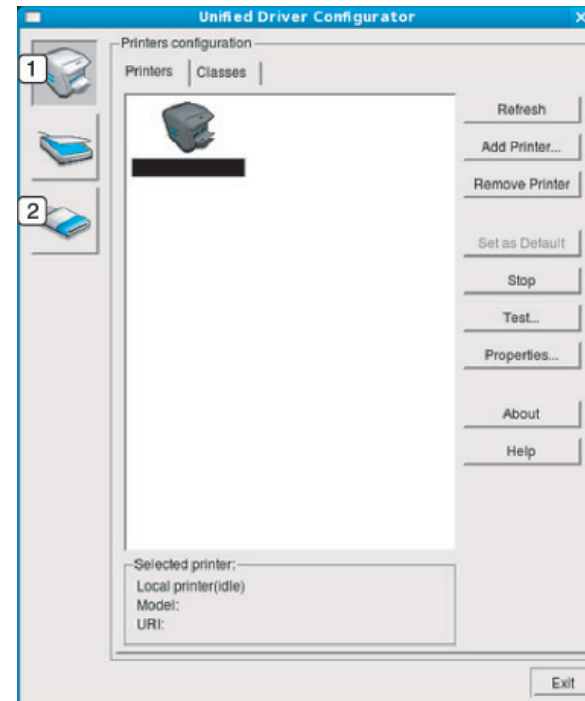 Unified Driver Configurator
1
2
Printers configuration
Printers Classes
Refresh
Add Printer...
Remove Printer
Set as Default
Stop
Test...
Properties...
About
Help
Selected printer:
Local printer(idle)
Model:
URI:
Exit